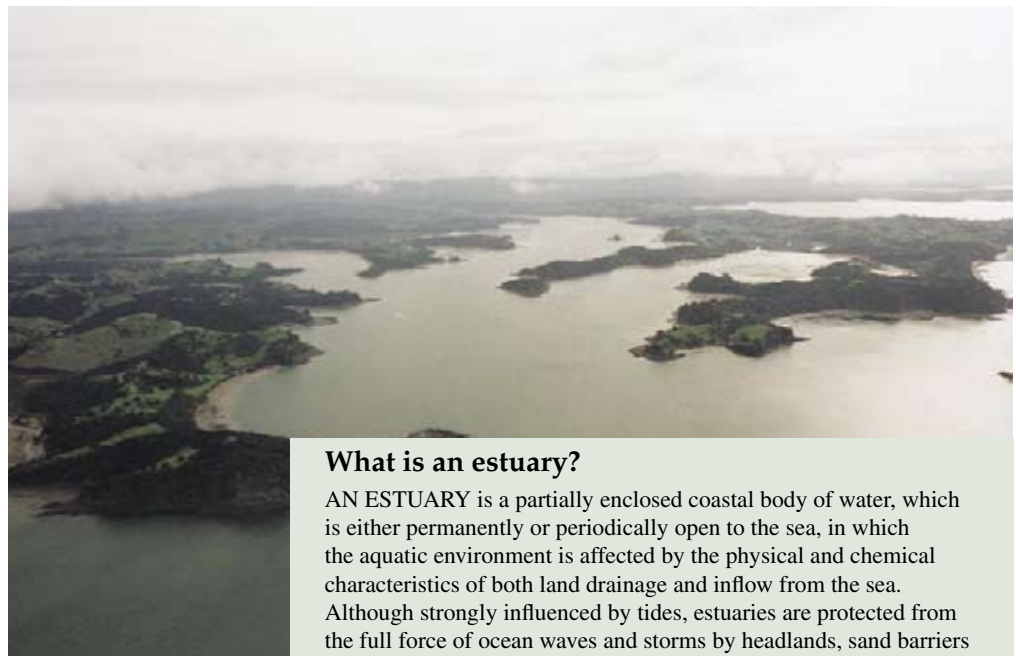 What is an estuary?
AN ESTUARY is a partially enclosed coastal body of water, which
is either permanently or periodically open to the sea, in which
the aquatic environment is affected by the physical and chemical
characteristics of both land drainage and inflow from the sea.
Although strongly influenced by tides, estuaries are protected from
the full force of ocean waves and storms by headlands, sand barriers